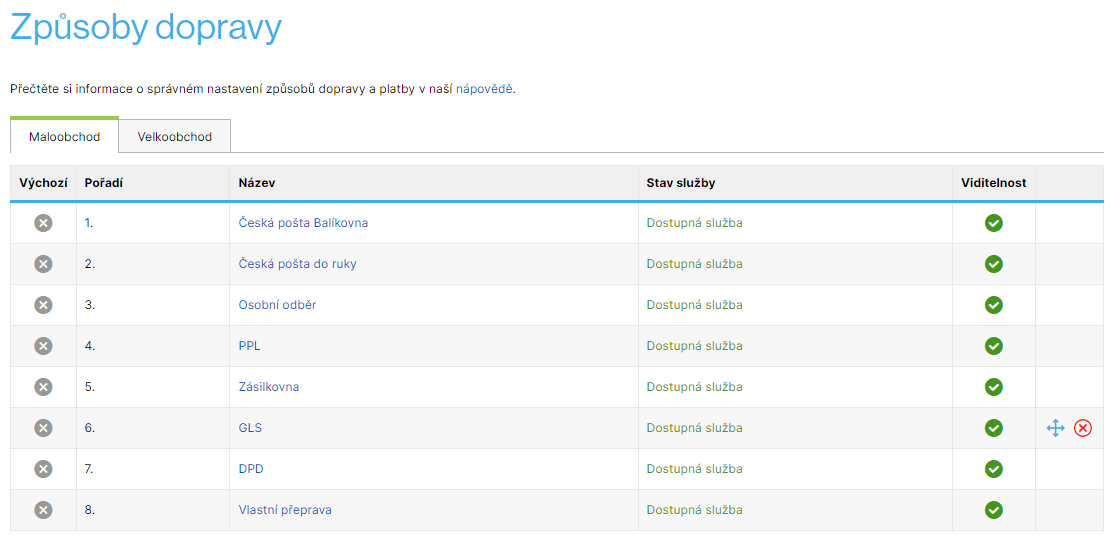 Způsoby dopravy
Přečtěte si informace o správném nastavení způsobů dopravy a platby v naší nápovědě.
Maloobchod Velkoobchod
Výchozí Pořadí Název Stav služby Viditelnost
1. Česká pošta Balíkovna Dostupná služba
2. Česká pošta do ruky Dostupná služba
3. Osobní odběr Dostupná služba
4. PPL Dostupná služba
5. Zásilkovna Dostupná služba
6. GLS Dostupná služba
7. DPD Dostupná služba
8. Vlastní přeprava Dostupná služba